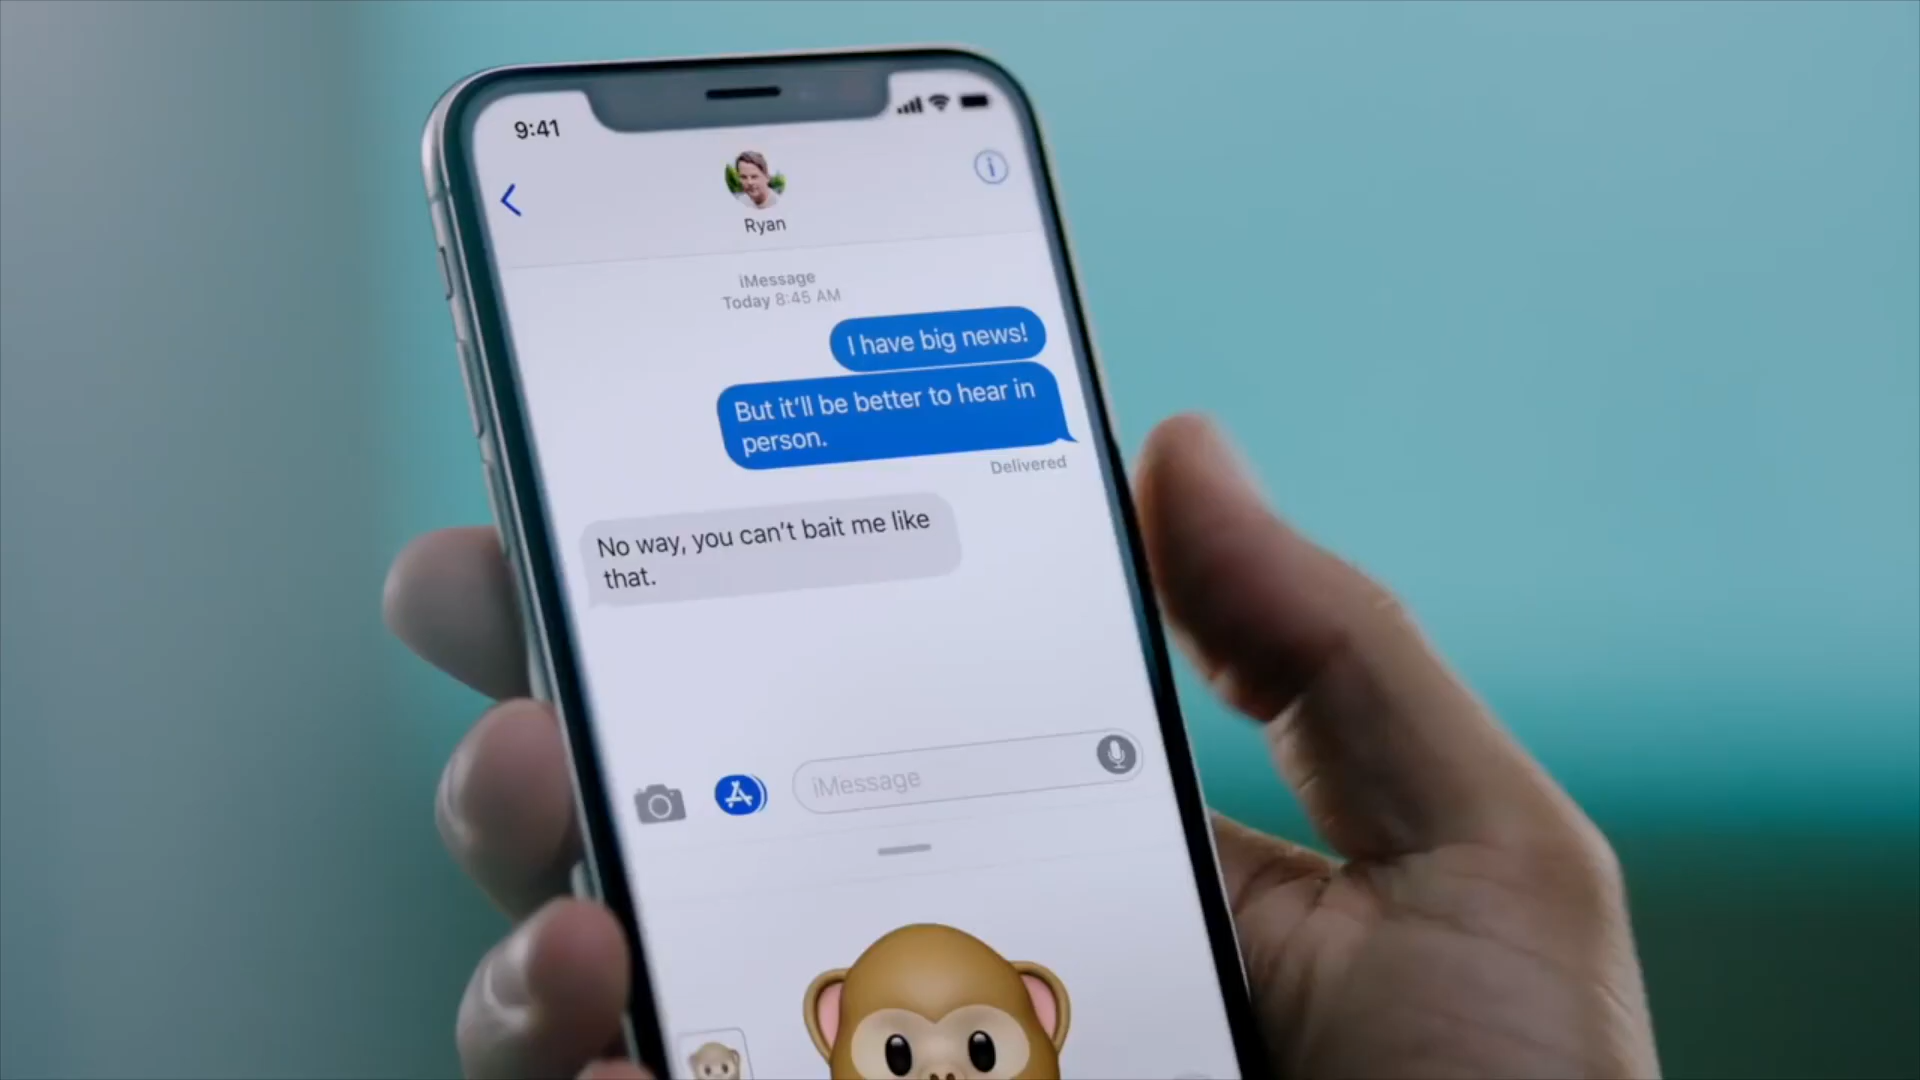 9:41
Ryan
iMessage
Today 8:45 AM
I have big news!
But it’ll be better to hear in
person.
Delivered
No way, you can’t bait me like
that.
iMessage